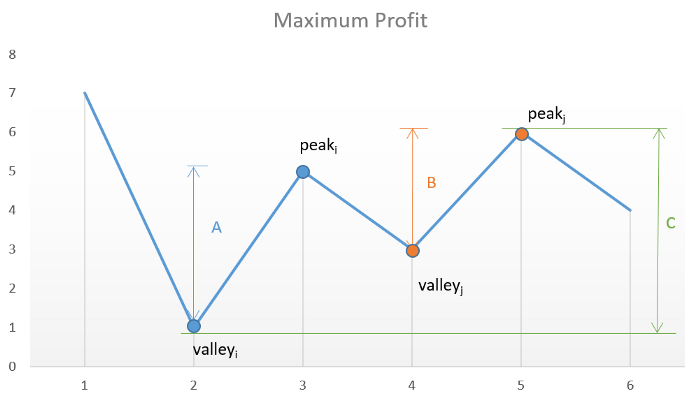 Maximum Profit
8
7
6
5
4
3
2
1
0
peakᵢ
peakⱼ
A
B
C
valleyⱼ
valleyᵢ
1 2 3 4 5 6